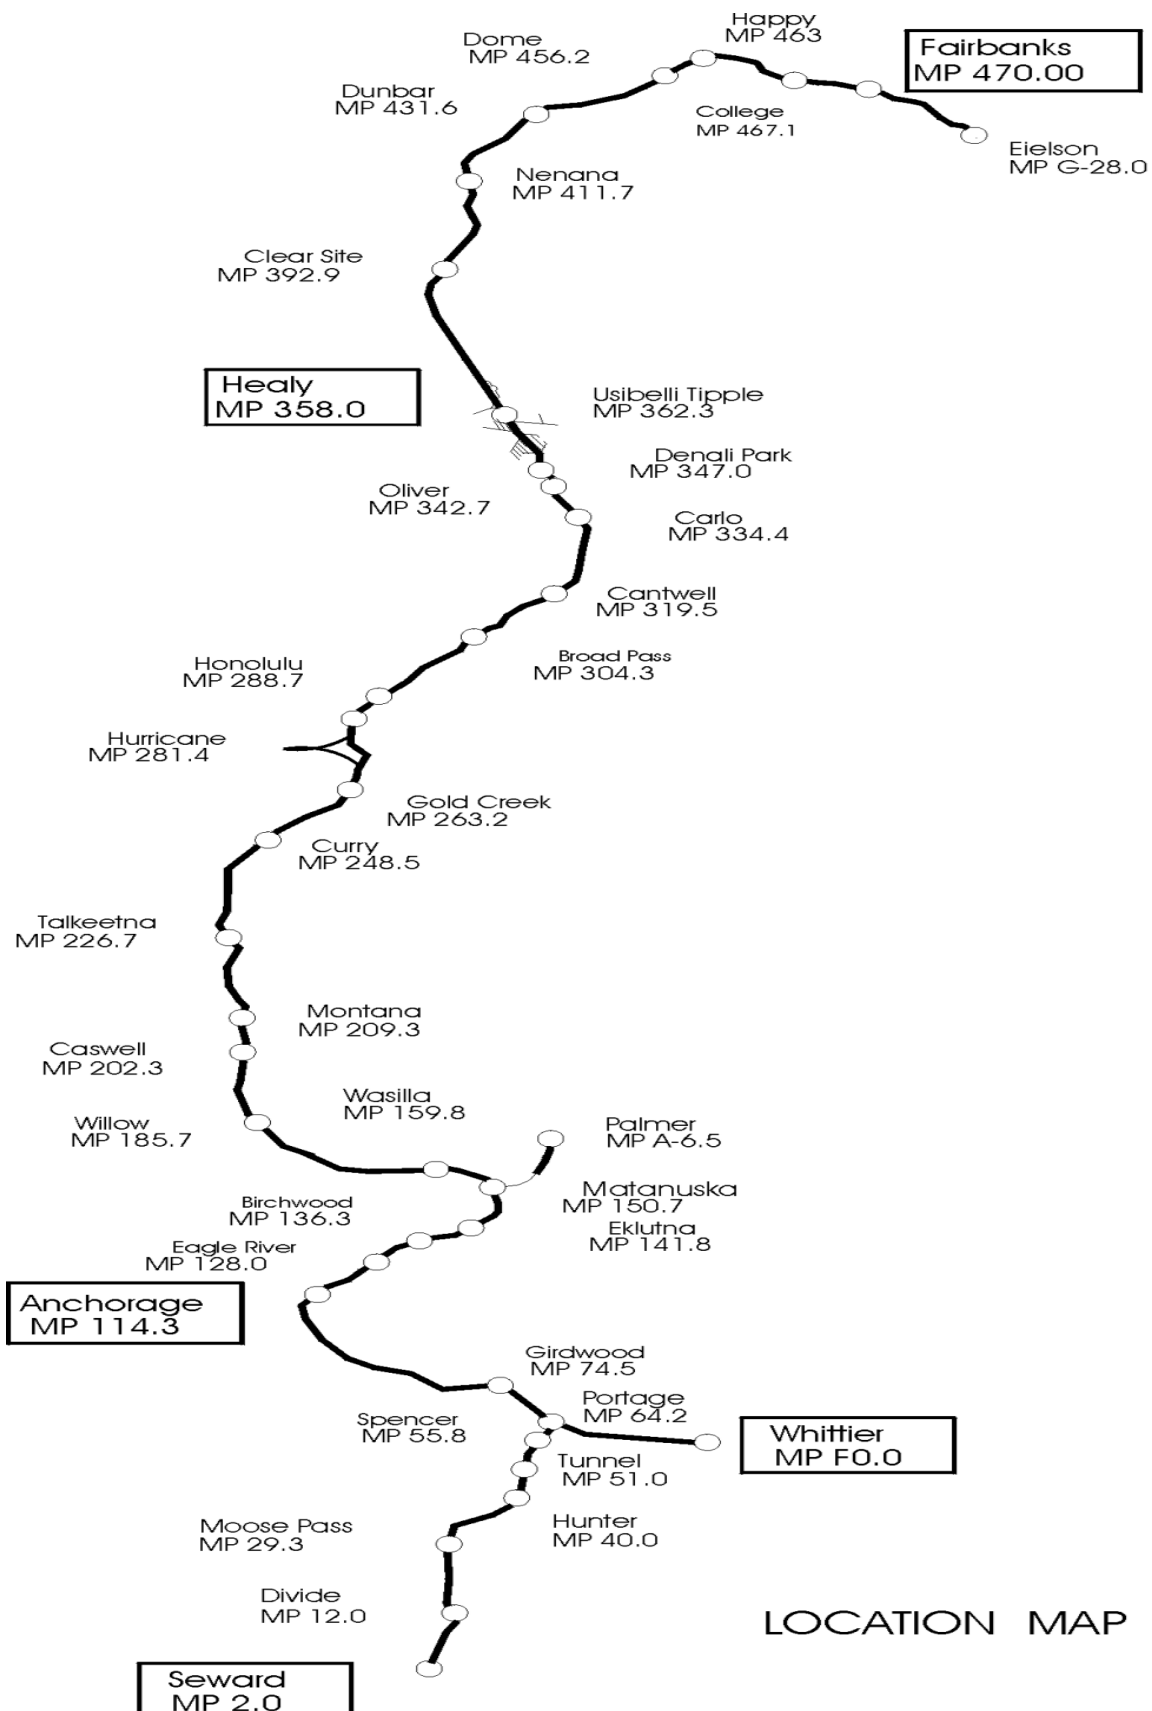 Happy
MP 463
Dome
MP 456.2
Fairbanks
MP 470.00
Dunbar
MP 431.6
College
MP 467.1
Eielson
MP G-28.0
Nenana
MP 411.7
Clear Site
MP 392.9
Healy
MP 358.0
Usibelli Tipple
MP 362.3
Denali Park
MP 347.0
Oliver
MP 342.7
Carlo
MP 334.4
Cantwell
MP 319.5
Broad Pass
MP 304.3
Honolulu
MP 288.7
Hurricane
MP 281.4
Gold Creek
MP 263.2
Curry
MP 248.5
Talkeetna
MP 226.7
Montana
MP 209.3
Caswell
MP 202.3
Wasilla
MP 159.8
Willow
MP 185.7
Palmer
MP A-6.5
Matanuska
MP 150.7
Birchwood
MP 136.3
Eklutna
MP 141.8
Eagle River
MP 128.0
Anchorage
MP 114.3
Girdwood
MP 74.5
Portage
MP 64.2
Spencer
MP 55.8
Whittier
MP F0.0
Tunnel
MP 51.0
Hunter
MP 40.0
Moose Pass
MP 29.3
Divide
MP 12.0
LOCATION MAP
Seward
MP 2.0